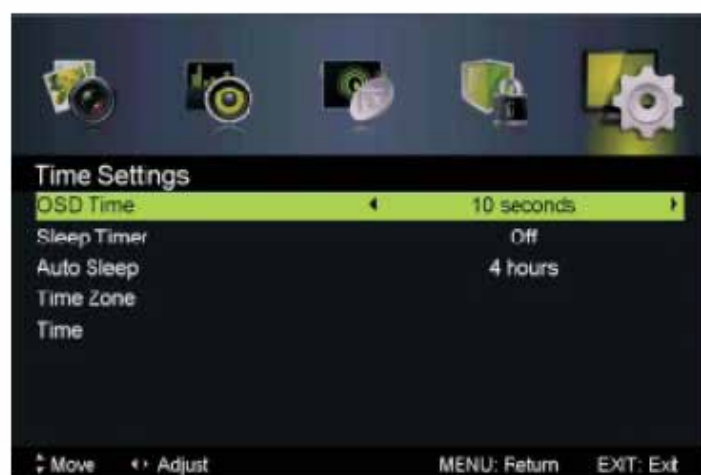 Time Settings
OSD Time 10 seconds
Sleep Timer Off
Auto Sleep 4 hours
Time Zone
Time
Move Adjust MENU: Return EXIT: Exit